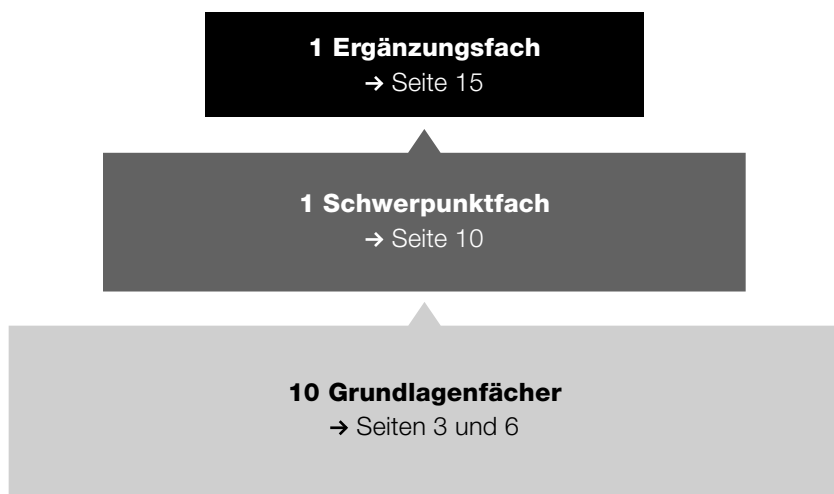 1 Ergänzungsfach
→ Seite 15
1 Schwerpunktfach
→ Seite 10
10 Grundlagenfächer
→ Seiten 3 und 6